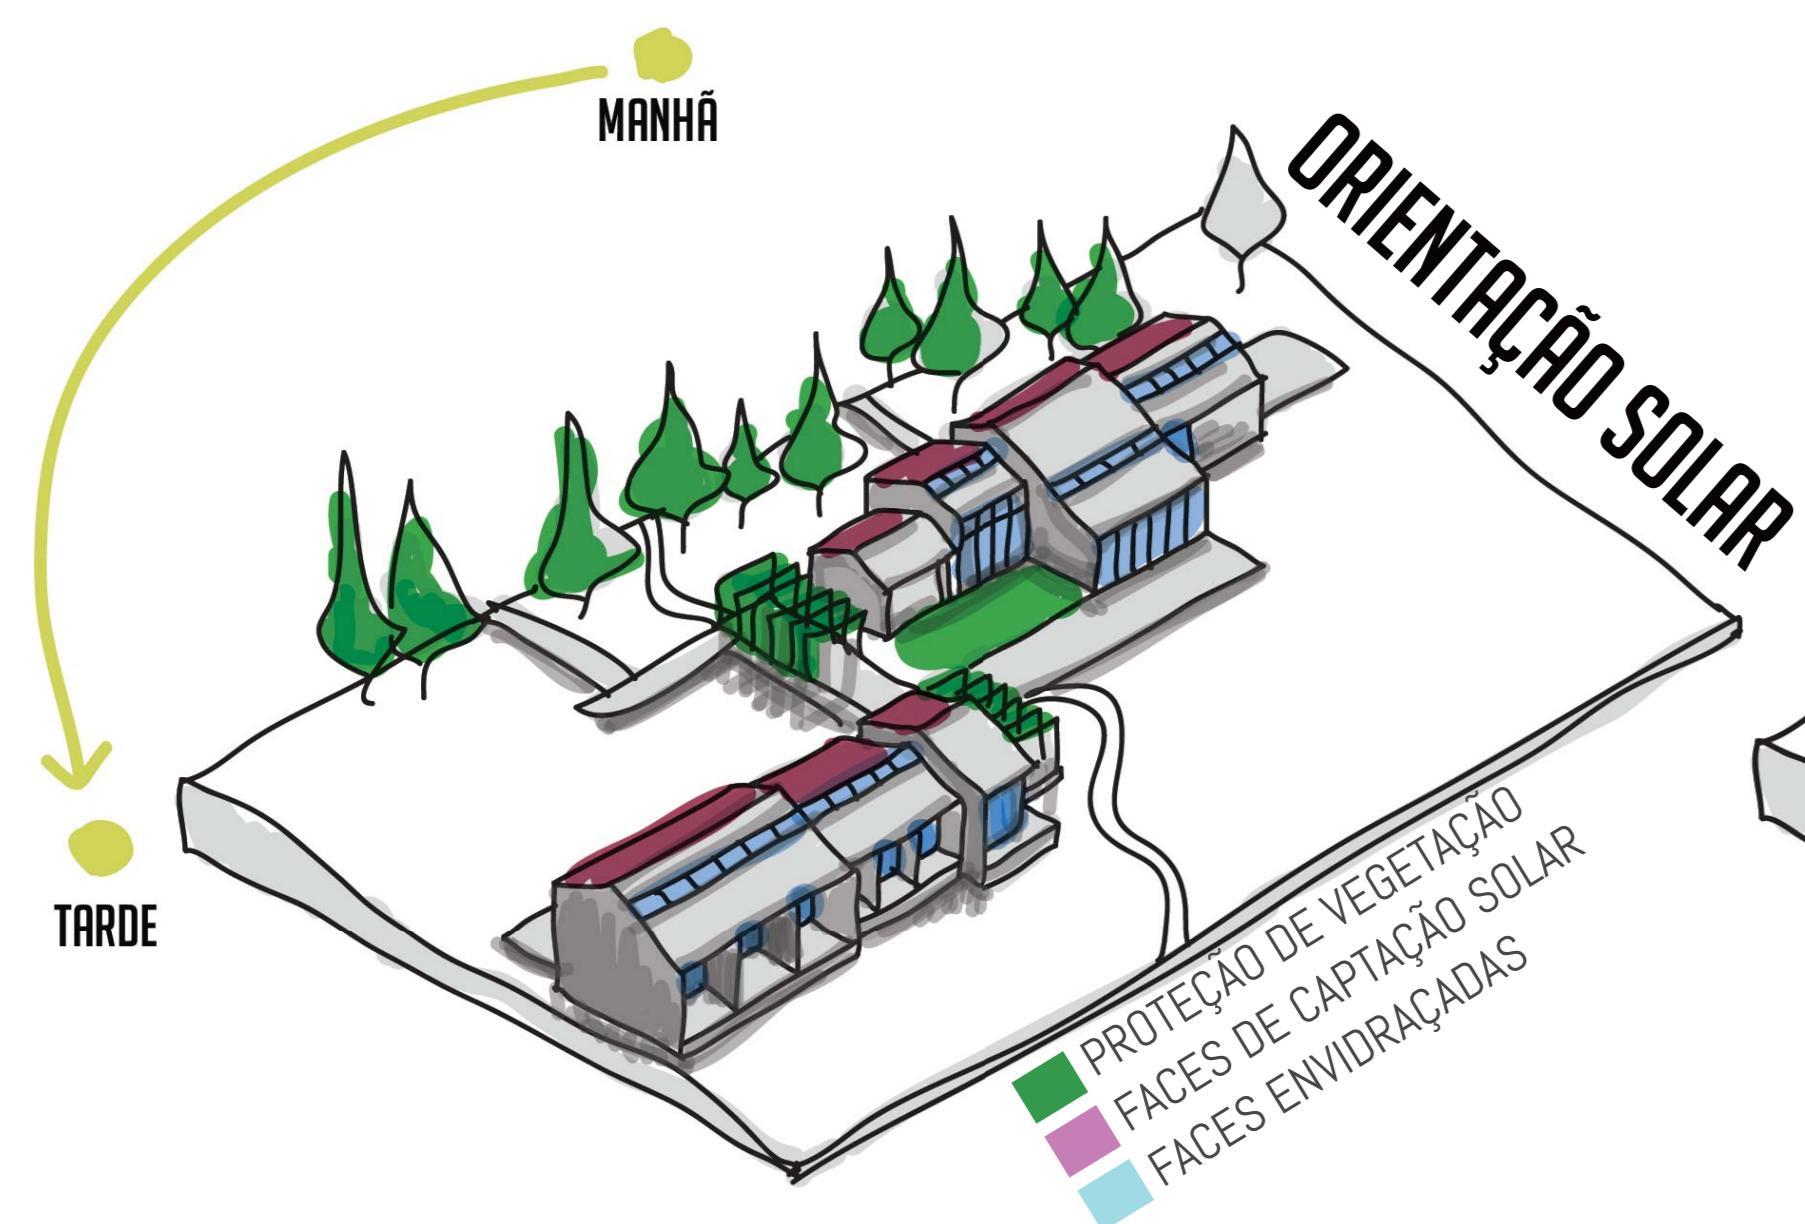 MANHÃ
ORIENTAÇÃO SOLAR
TARDE
PROTEÇÃO DE VEGETAÇÃO
FACES DE CAPTAÇÃO SOLAR
FACES ENVIDRAÇADAS